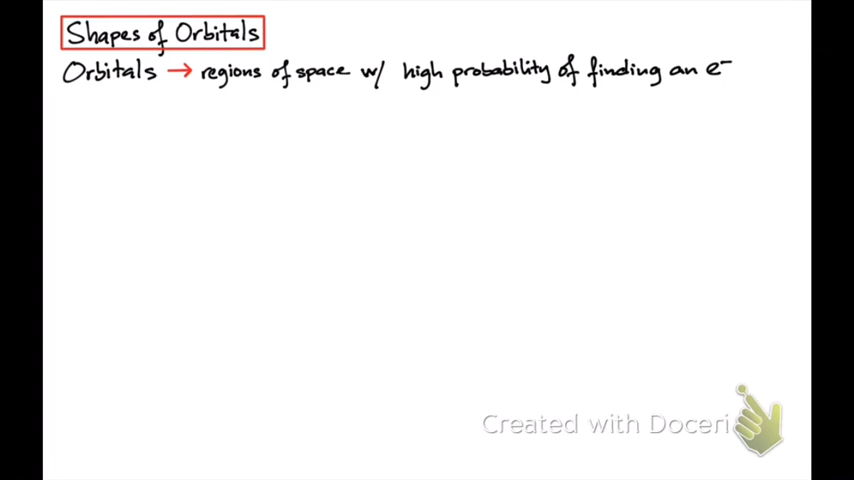 Shapes of Orbitals
Orbitals → regions of space w/ high probability of finding an e⁻
Created with Doceri